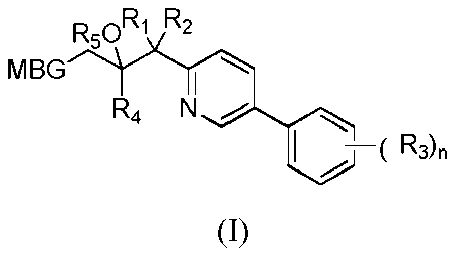 R5O R1 R2
MBG
R4 N
( R3)n
(I)